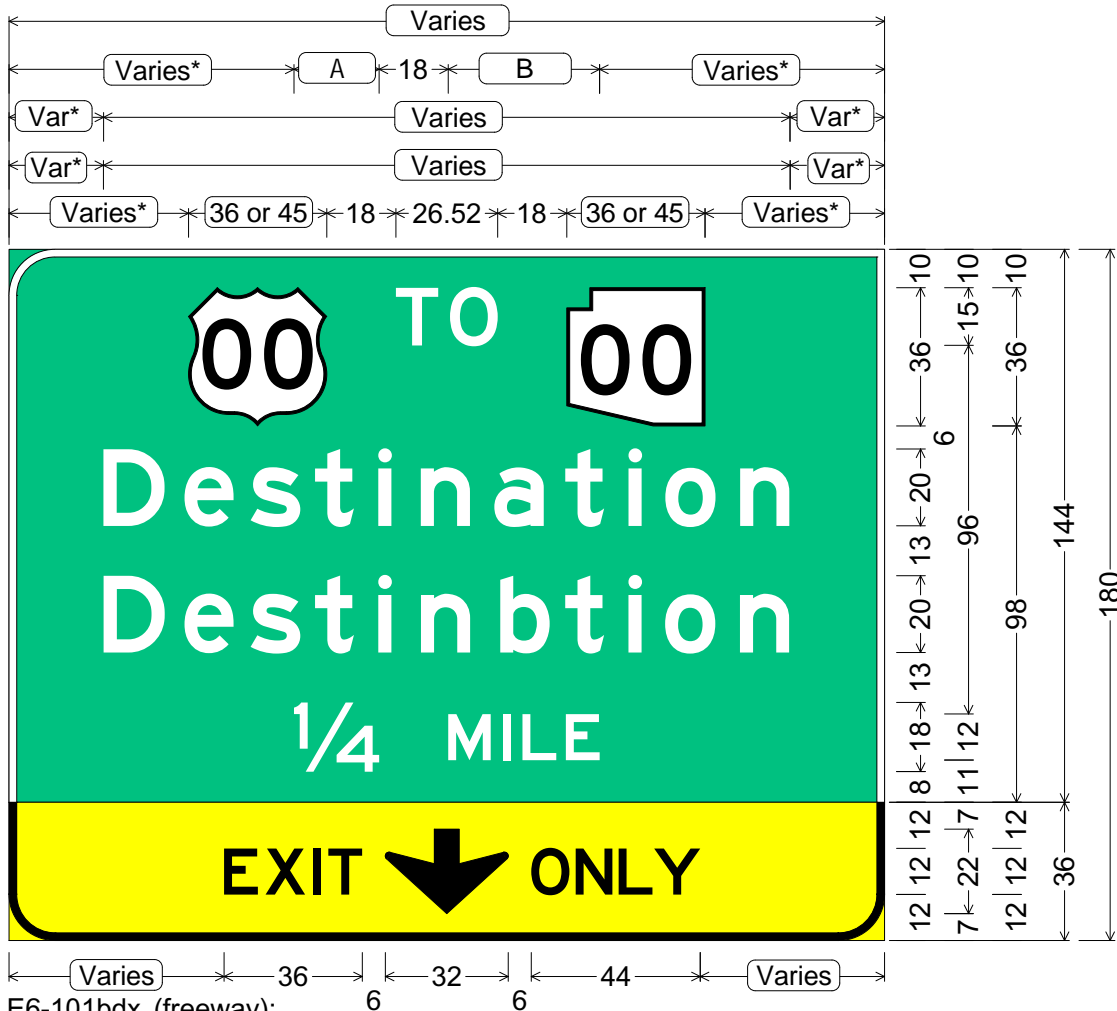 Varies
Varies* A 18 B Varies*
Var* Varies Var*
Var* Varies Var*
Varies* 36 or 45 18 26.52 18 36 or 45 Varies*
00 TO 00
Destination
Destinbtion
1/4 MILE
EXIT ONLY
10 36 20 13 20 13 18 8 12 12 12
10 15 6 96 12 11 7 22 7
10 36 98 12 12 12
144 36
180
Varies 36 32 44 Varies
6 6
E6-101bdx (freeway):